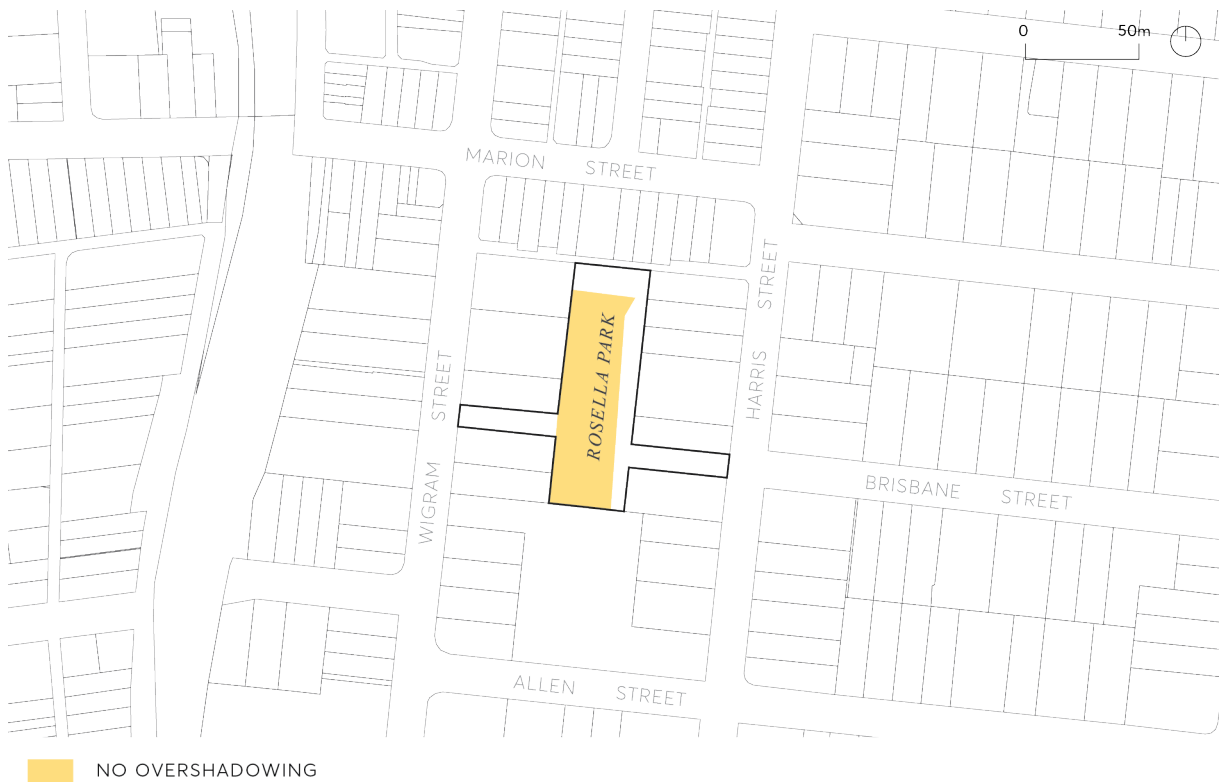 0 50m
MARION STREET
HARRIS STREET
ROSELLA PARK
WIGRAM STREET
BRISBANE STREET
ALLEN STREET
NO OVERSHADOWING